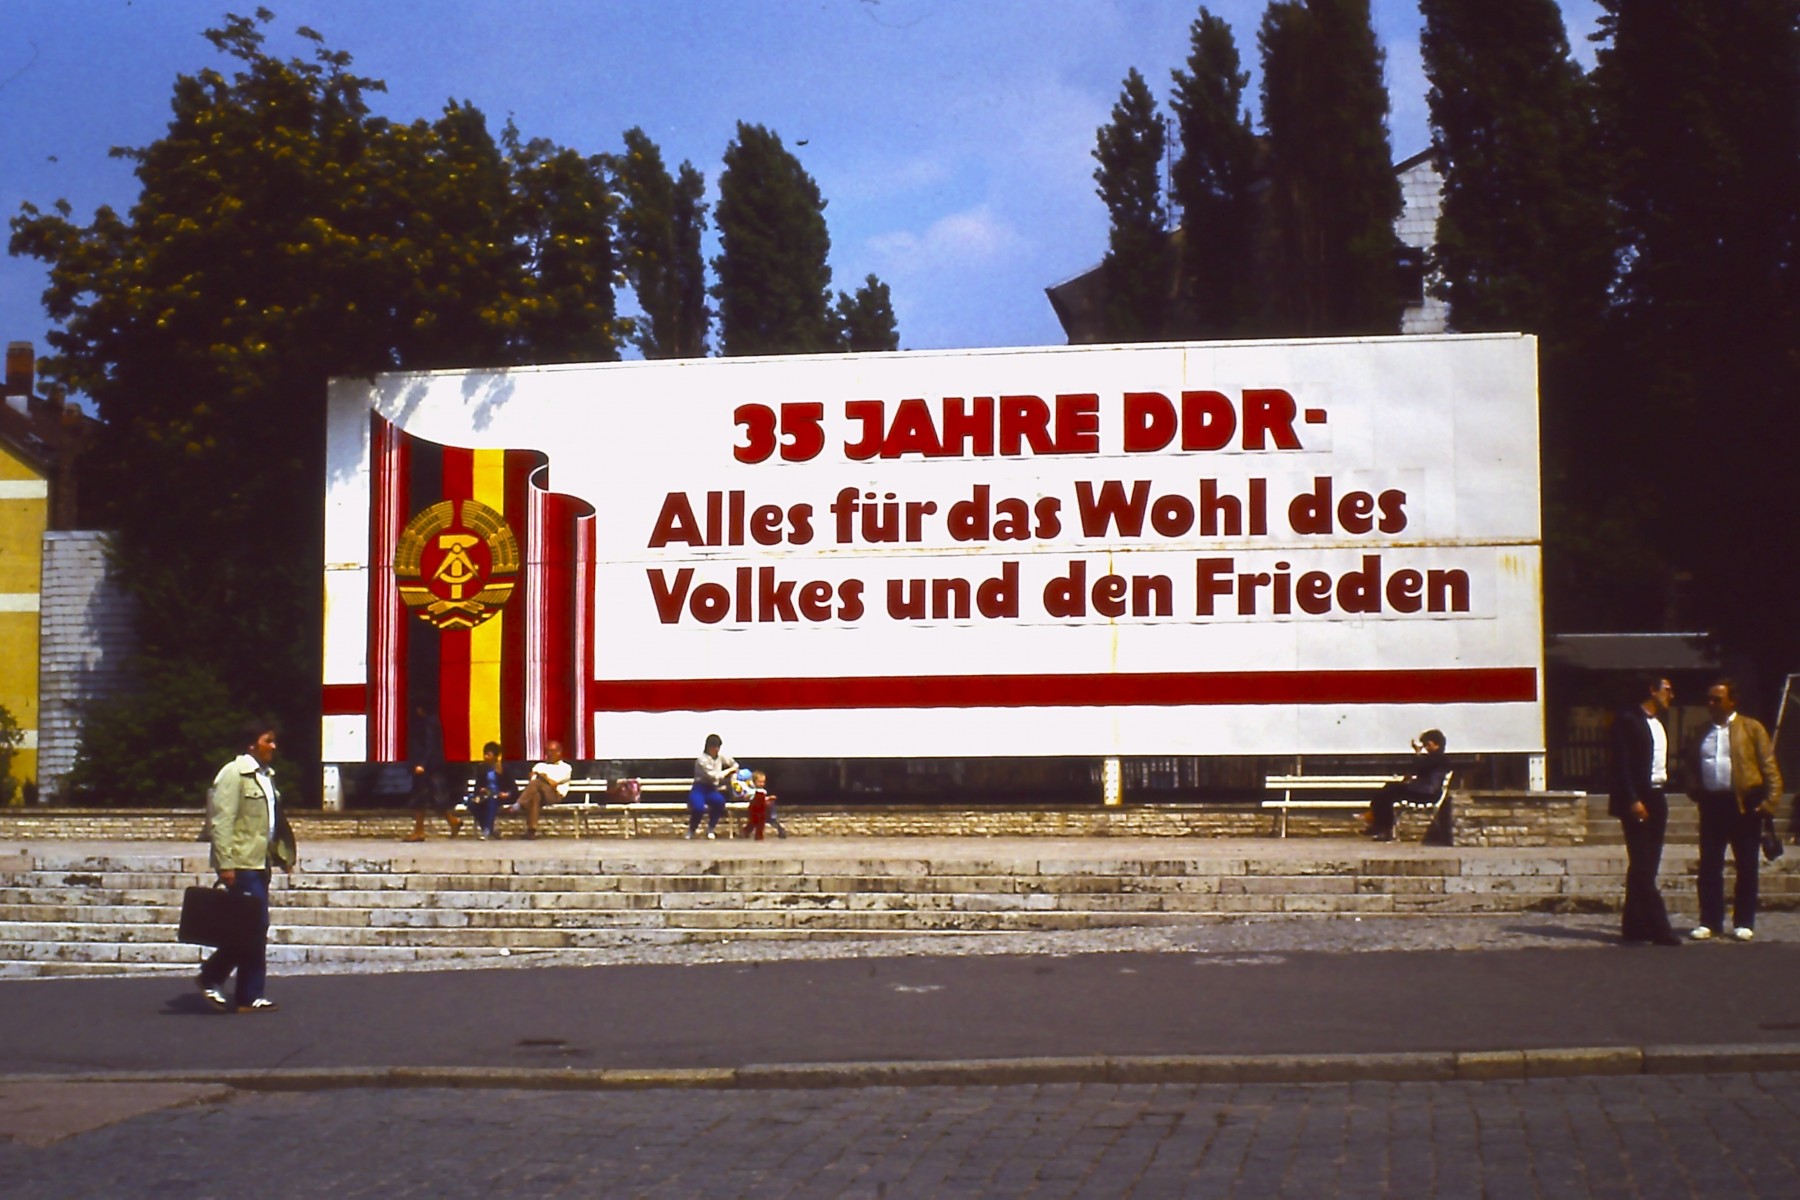 35 JAHRE DDR-
Alles für das Wohl des
Volkes und den Frieden